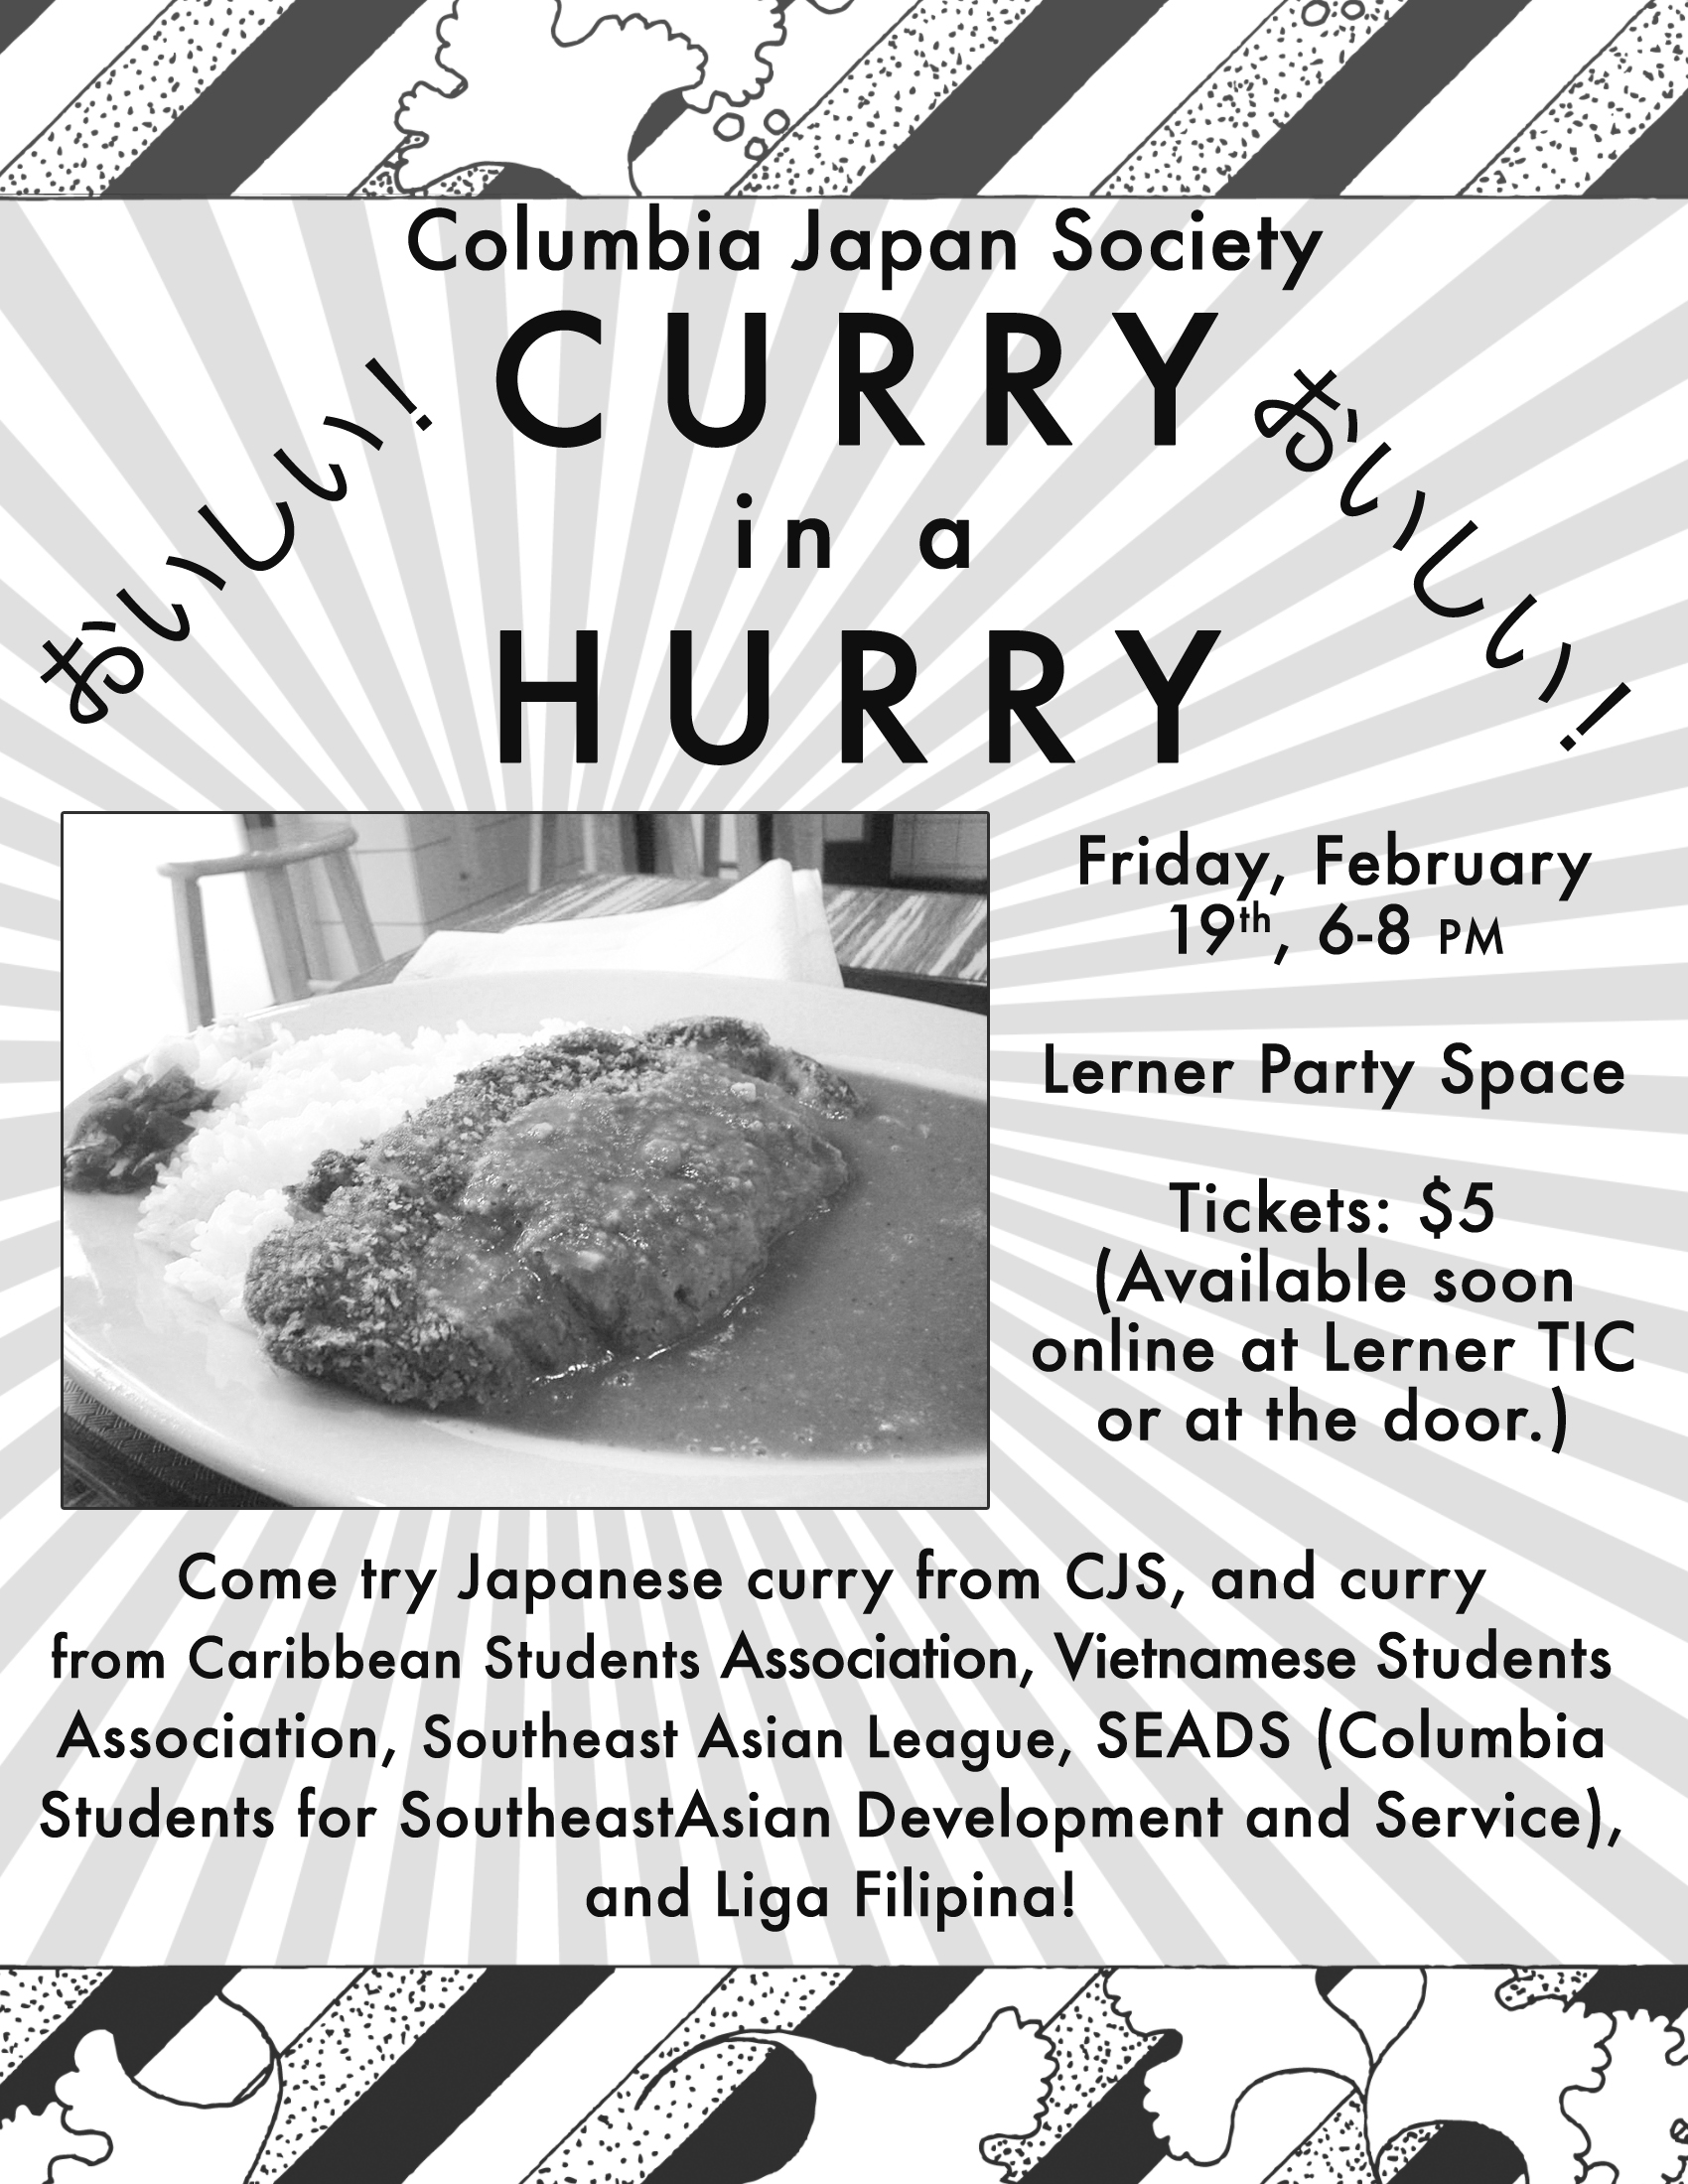 Columbia Japan Society
CURRY
in a
HURRY
おいしい!
おいしい!
Friday, February
19th, 6-8 PM
Lerner Party Space
Tickets: $5
(Available soon
online at Lerner TIC
or at the door.)
Come try Japanese curry from CJS, and curry
from Caribbean Students Association, Vietnamese Students
Association, Southeast Asian League, SEADS (Columbia
Students for SoutheastAsian Development and Service),
and Liga Filipina!